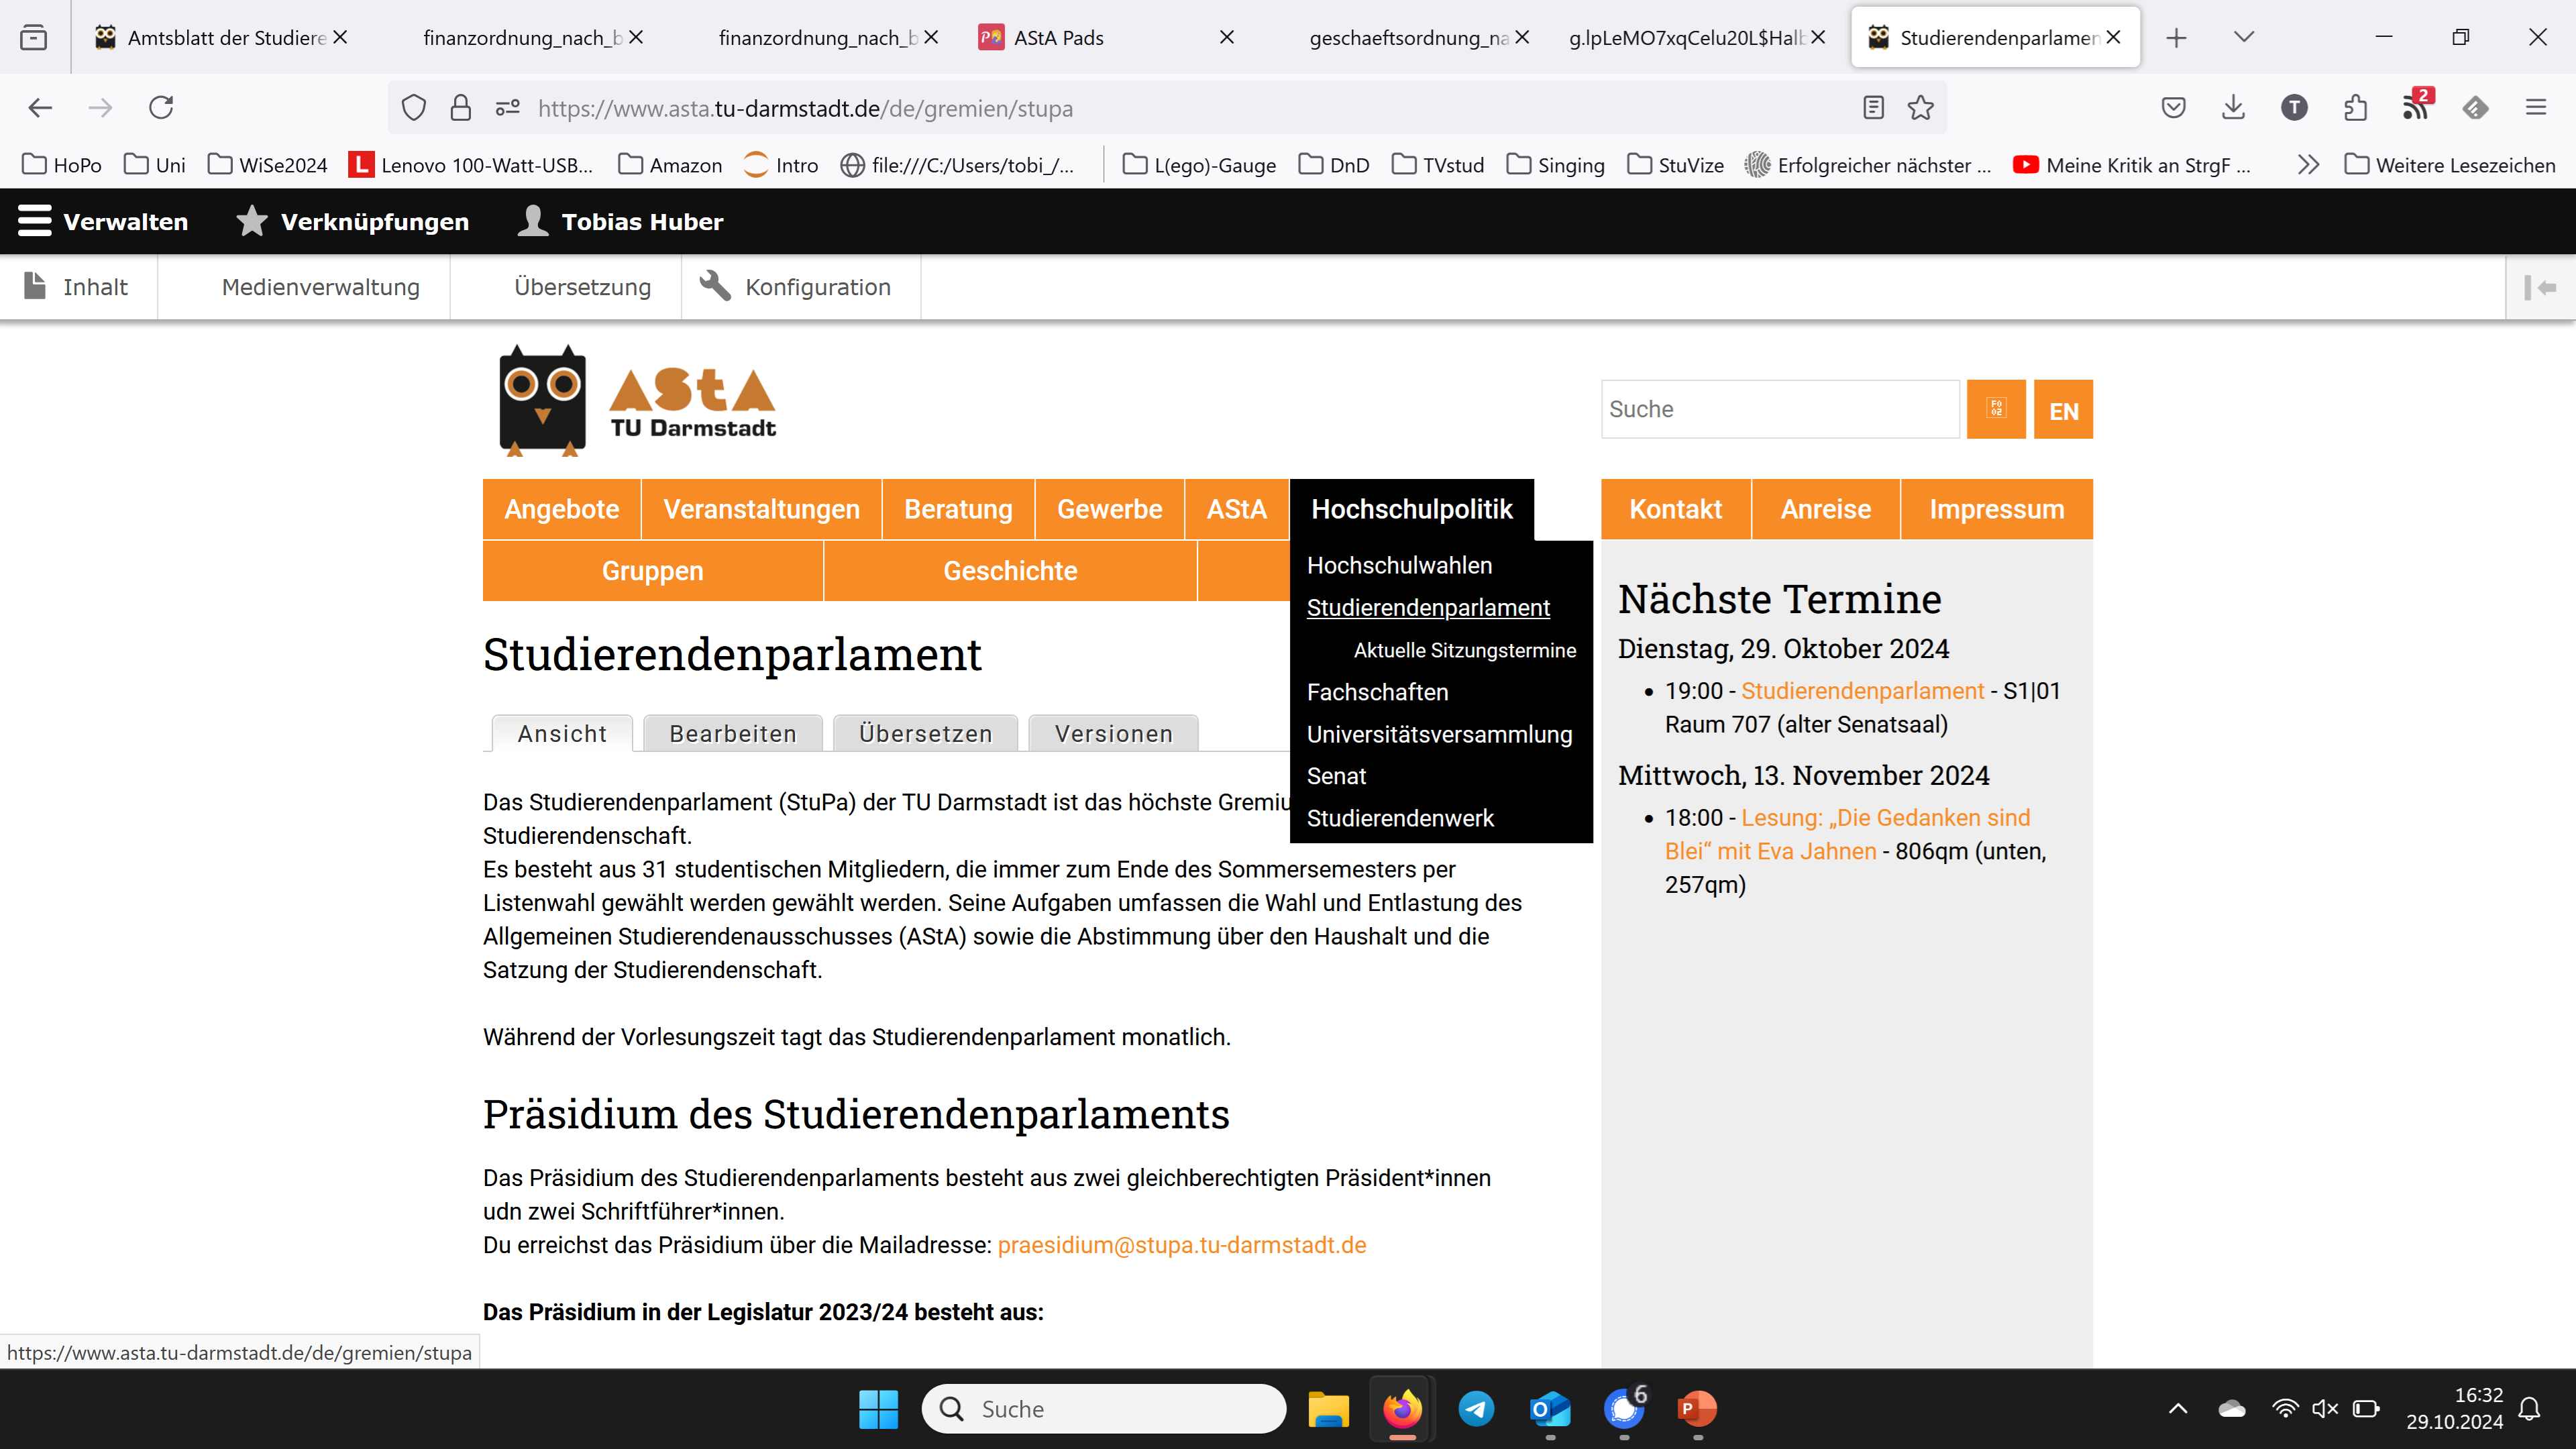 Amtsblatt der Studiere
finanzordnung_nach_b
finanzordnung_nach_b
AStA Pads
geschaeftsordnung_na
g.lpLeMO7xqCelu20L$Halb
Studierendenparlamen
https://www.asta.tu-darmstadt.de/de/gremien/stupa
T
2
HoPo
Uni
WiSe2024
L Lenovo 100-Watt-USB...
Amazon
Intro
file:///C:/Users/tobi_/...
L(ego)-Gauge
DnD
TVstud
Singing
StuVize
Erfolgreicher nächster ...
Meine Kritik an StrgF ...
Weitere Lesezeichen
Verwalten
Verknüpfungen
Tobias Huber
Inhalt
Medienverwaltung
Übersetzung
Konfiguration
AStA
TU Darmstadt
Suche
F0
02
EN
Angebote
Veranstaltungen
Beratung
Gewerbe
AStA
Hochschulpolitik
Kontakt
Anreise
Impressum
Gruppen
Geschichte
Hochschulwahlen
Studierendenparlament
Aktuelle Sitzungstermine
Fachschaften
Universitätsversammlung
Senat
Studierendenwerk
Studierendenparlament
Ansicht
Bearbeiten
Übersetzen
Versionen
Das Studierendenparlament (StuPa) der TU Darmstadt ist das höchste Gremiu
Studierendenschaft.
Es besteht aus 31 studentischen Mitgliedern, die immer zum Ende des Sommersemesters per
Listenwahl gewählt werden gewählt werden. Seine Aufgaben umfassen die Wahl und Entlastung des
Allgemeinen Studierendenausschusses (AStA) sowie die Abstimmung über den Haushalt und die
Satzung der Studierendenschaft.
Während der Vorlesungszeit tagt das Studierendenparlament monatlich.
Präsidium des Studierendenparlaments
Das Präsidium des Studierendenparlaments besteht aus zwei gleichberechtigten Präsident*innen
udn zwei Schriftführer*innen.
Du erreichst das Präsidium über die Mailadresse: praesidium@stupa.tu-darmstadt.de
Das Präsidium in der Legislatur 2023/24 besteht aus:
Nächste Termine
Dienstag, 29. Oktober 2024
• 19:00 - Studierendenparlament - S1|01
Raum 707 (alter Senatsaal)
Mittwoch, 13. November 2024
• 18:00 - Lesung: „Die Gedanken sind
Blei“ mit Eva Jahnen - 806qm (unten,
257qm)
https://www.asta.tu-darmstadt.de/de/gremien/stupa
Suche
6
16:32
29.10.2024